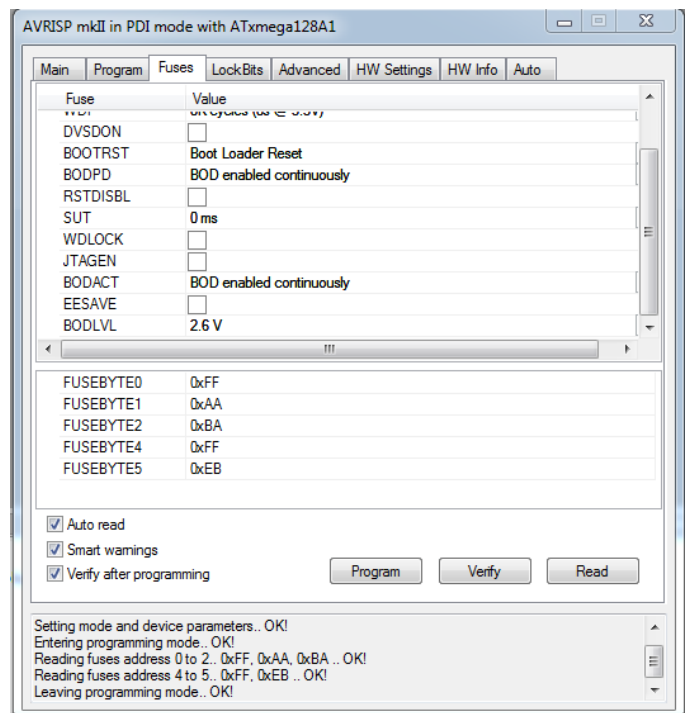 AVRISP mkII in PDI mode with ATxmega128A1
Main Program Fuses LockBits Advanced HW Settings HW Info Auto
Fuse Value
DVSDON
BOOTRST Boot Loader Reset
BODPD BOD enabled continuously
RSTDISBL
SUT 0 ms
WDLOCK
JTAGEN
BODACT BOD enabled continuously
EESAVE
BODLVL 2.6 V
FUSEBYTE0 0xFF
FUSEBYTE1 0xAA
FUSEBYTE2 0xBA
FUSEBYTE4 0xFF
FUSEBYTE5 0xEB
Auto read
Smart warnings
Verify after programming
Program Verify Read
Setting mode and device parameters.. OK!
Entering programming mode.. OK!
Reading fuses address 0 to 2.. 0xFF, 0xAA, 0xBA .. OK!
Reading fuses address 4 to 5.. 0xFF, 0xEB .. OK!
Leaving programming mode.. OK!